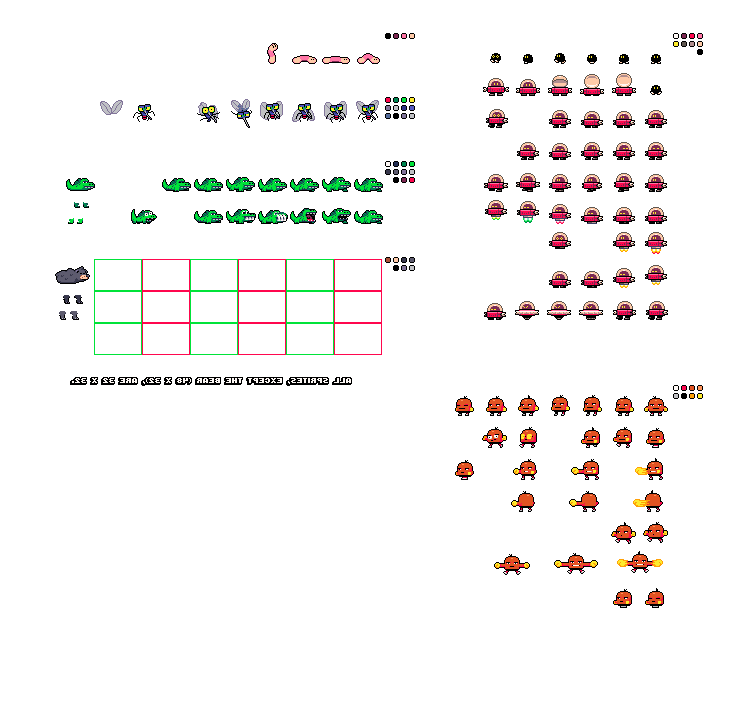 ALL SPRITES, EXCEPT THE BEAR (48 X 32), ARE 32 X 32.